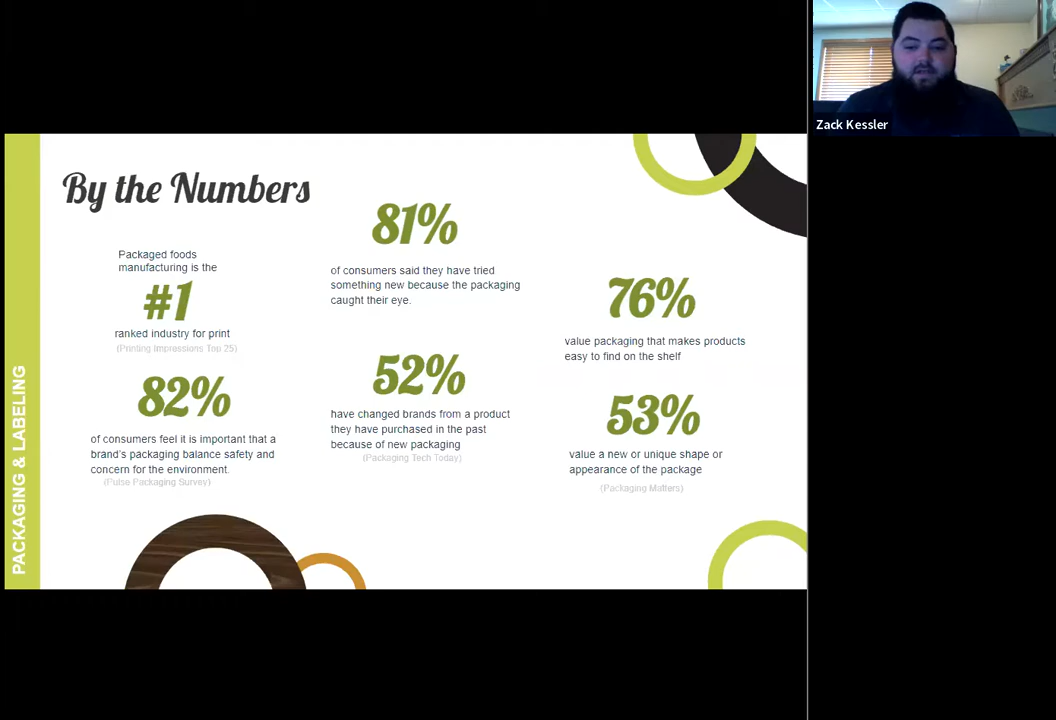 Zack Kessler
PACKAGING & LABELING
By the Numbers
Packaged foods
manufacturing is the
#1
ranked industry for print
(Printing Impressions Top 25)
82%
of consumers feel it is important that a
brand's packaging balance safety and
concern for the environment.
(Pulse Packaging Survey)
81%
of consumers said they have tried
something new because the packaging
caught their eye.
52%
have changed brands from a product
they have purchased in the past
because of new packaging
(Packaging Tech Today)
76%
value packaging that makes products
easy to find on the shelf
53%
value a new or unique shape or
appearance of the package
(Packaging Matters)